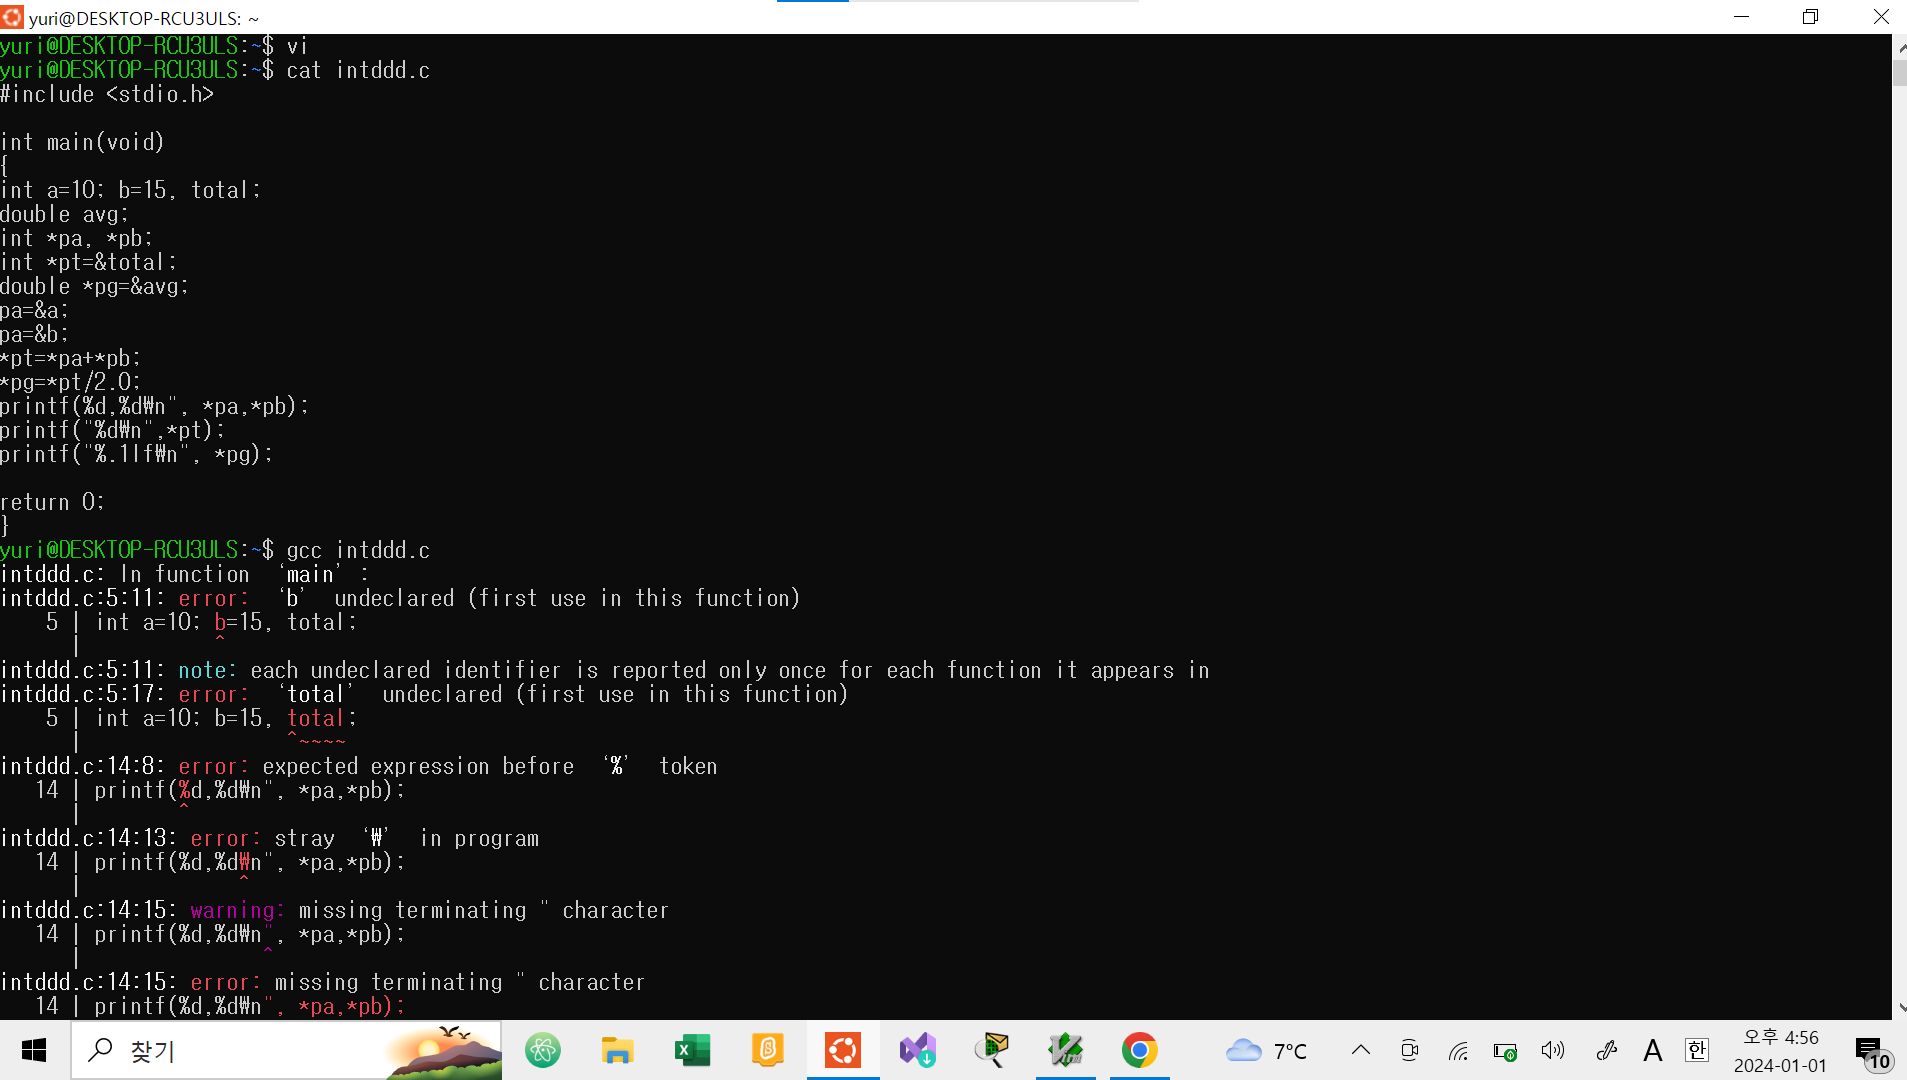 yuri@DESKTOP-RCU3ULS: ~
yuri@DESKTOP-RCU3ULS:~$ vi
yuri@DESKTOP-RCU3ULS:~$ cat intddd.c
#include <stdio.h>
int main(void)
{
int a=10; b=15, total;
double avg;
int *pa, *pb;
int *pt=&total;
double *pg=&avg;
pa=&a;
pa=&b;
*pt=*pa+*pb;
*pg=*pt/2.0;
printf(%d,%d₩n", *pa,*pb);
printf("%d₩n",*pt);
printf("%.1lf₩n", *pg);
return 0;
}
yuri@DESKTOP-RCU3ULS:~$ gcc intddd.c
intddd.c: In function ‘main’ :
intddd.c:5:11: error: ‘b’ undeclared (first use in this function)
5 | int a=10; b=15, total;
| ^
intddd.c:5:11: note: each undeclared identifier is reported only once for each function it appears in
intddd.c:5:17: error: ‘total’ undeclared (first use in this function)
5 | int a=10; b=15, total;
| ^~~~~
intddd.c:14:8: error: expected expression before ‘%’ token
14 | printf(%d,%d₩n", *pa,*pb);
| ^
intddd.c:14:13: error: stray ‘₩’ in program
14 | printf(%d,%d₩n", *pa,*pb);
| ^
intddd.c:14:15: warning: missing terminating " character
14 | printf(%d,%d₩n", *pa,*pb);
| ^
intddd.c:14:15: error: missing terminating " character
14 | printf(%d,%d₩n", *pa,*pb);
찾기
7°C
A
한
오후 4:56
2024-01-01
10